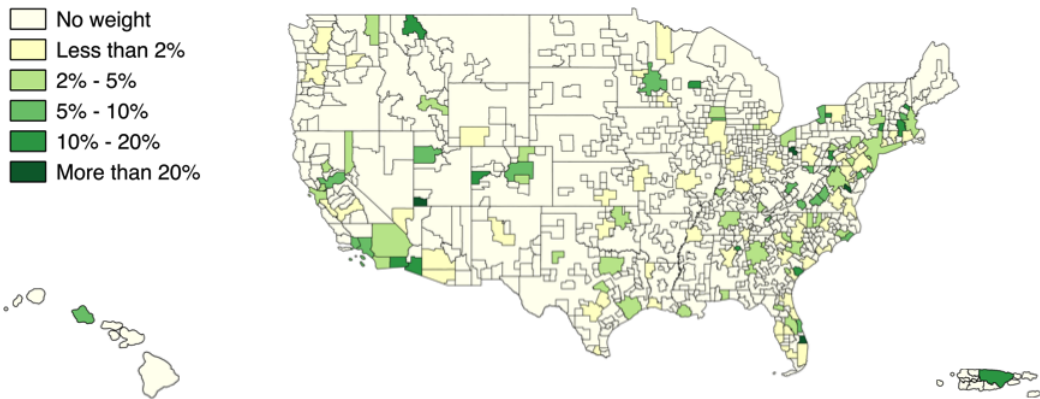 No weight
Less than 2%
2% - 5%
5% - 10%
10% - 20%
More than 20%